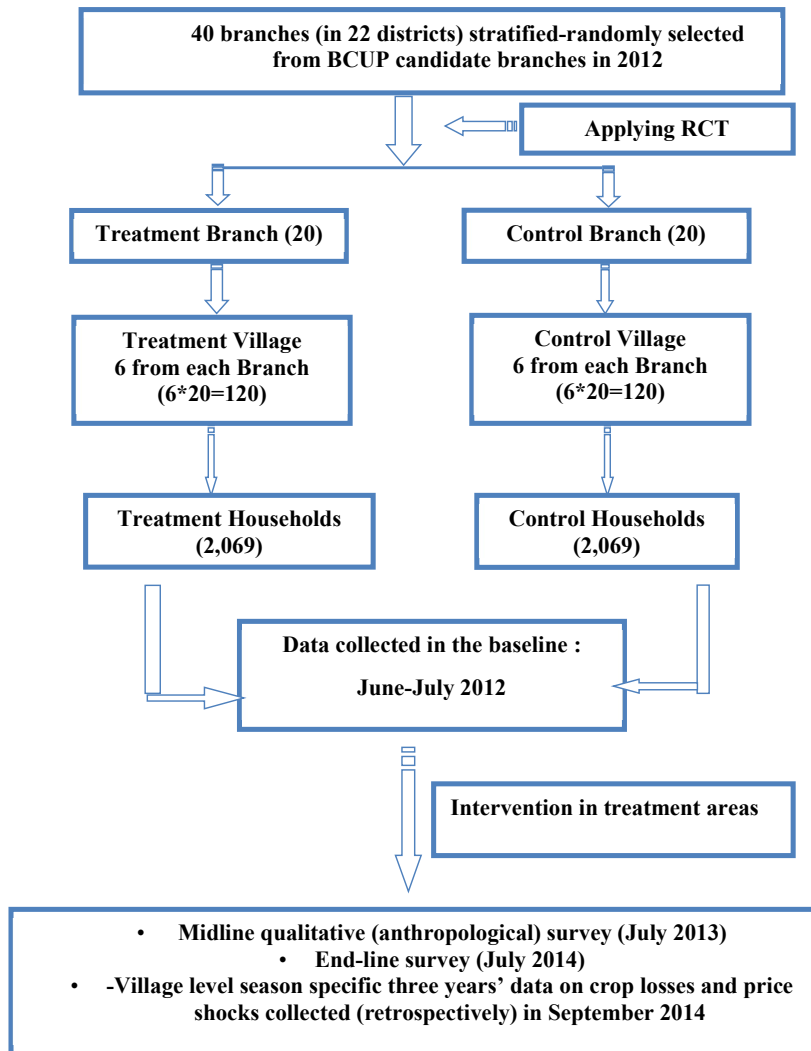 40 branches (in 22 districts) stratified-randomly selected
from BCUP candidate branches in 2012
Applying RCT
Treatment Branch (20)
Control Branch (20)
Treatment Village
6 from each Branch
(6*20=120)
Control Village
6 from each Branch
(6*20=120)
Treatment Households
(2,069)
Control Households
(2,069)
Data collected in the baseline :
June-July 2012
Intervention in treatment areas
• Midline qualitative (anthropological) survey (July 2013)
• End-line survey (July 2014)
• -Village level season specific three years’ data on crop losses and price
shocks collected (retrospectively) in September 2014